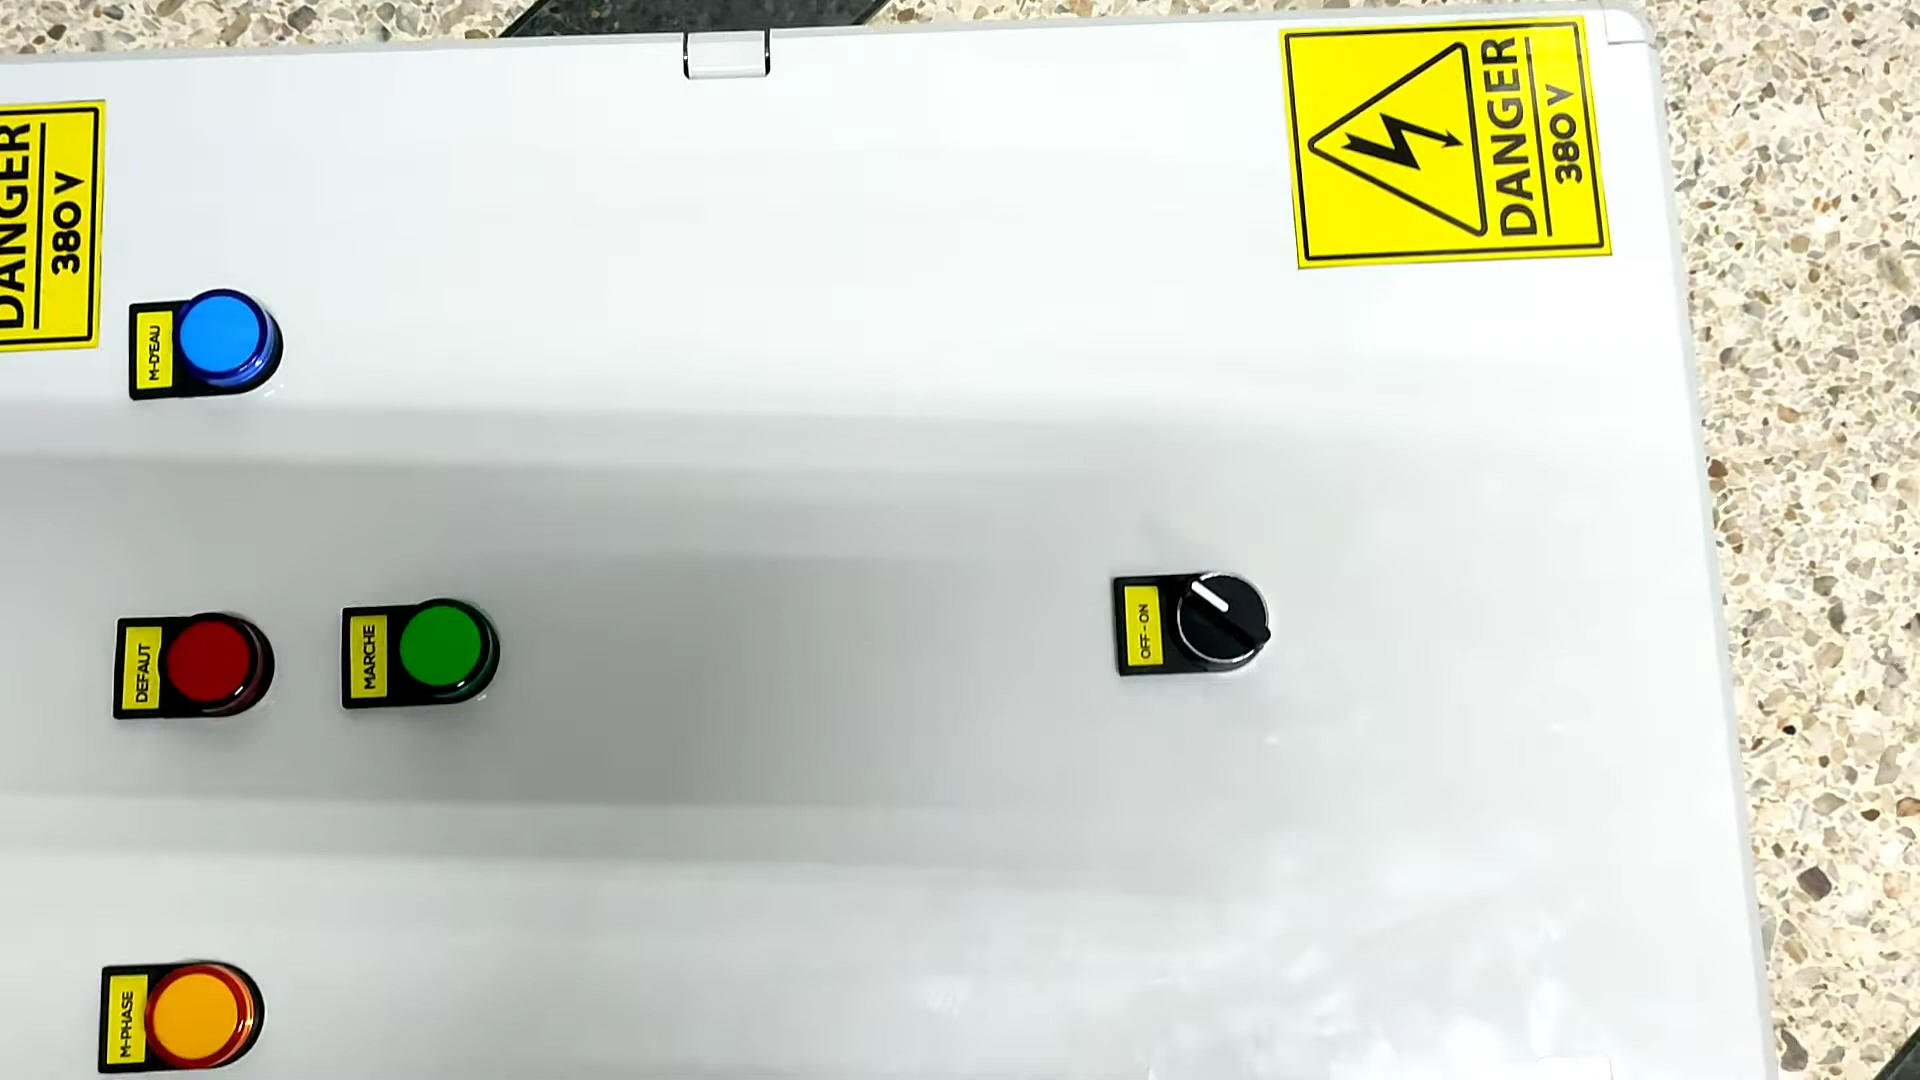 DANGER
380 V
DANGER
380 V
M-D'EAU
DEFAUT
MARCHE
OFF - ON
M-PHASE